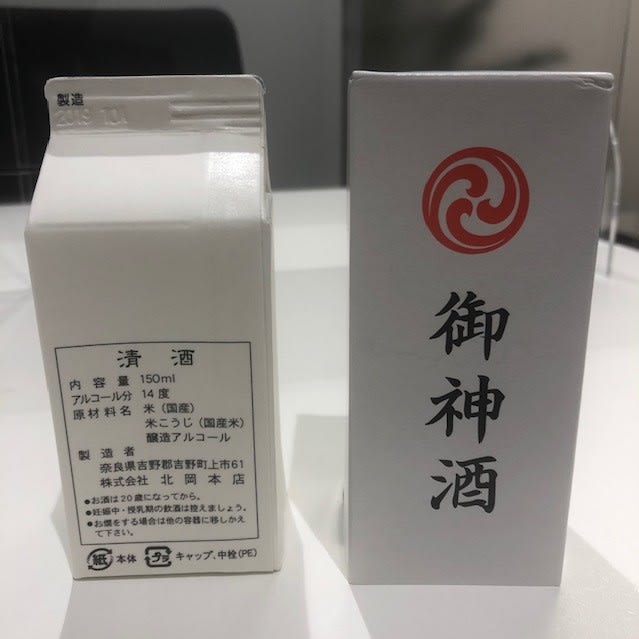 製造
2019 10
清酒
内容量 150ml
アルコール分 14度
原材料名 米（国産）
米こうじ（国産米）
醸造アルコール
製造者
奈良県吉野郡吉野町上市61
株式会社 北岡本店
●お酒は20歳になってから。
●妊娠中・授乳期の飲酒は控えましょう。
●お燗をする場合は他の容器に移しかえ
て下さい。
紙 本体 プラ キャップ、中栓(PE)
御神酒